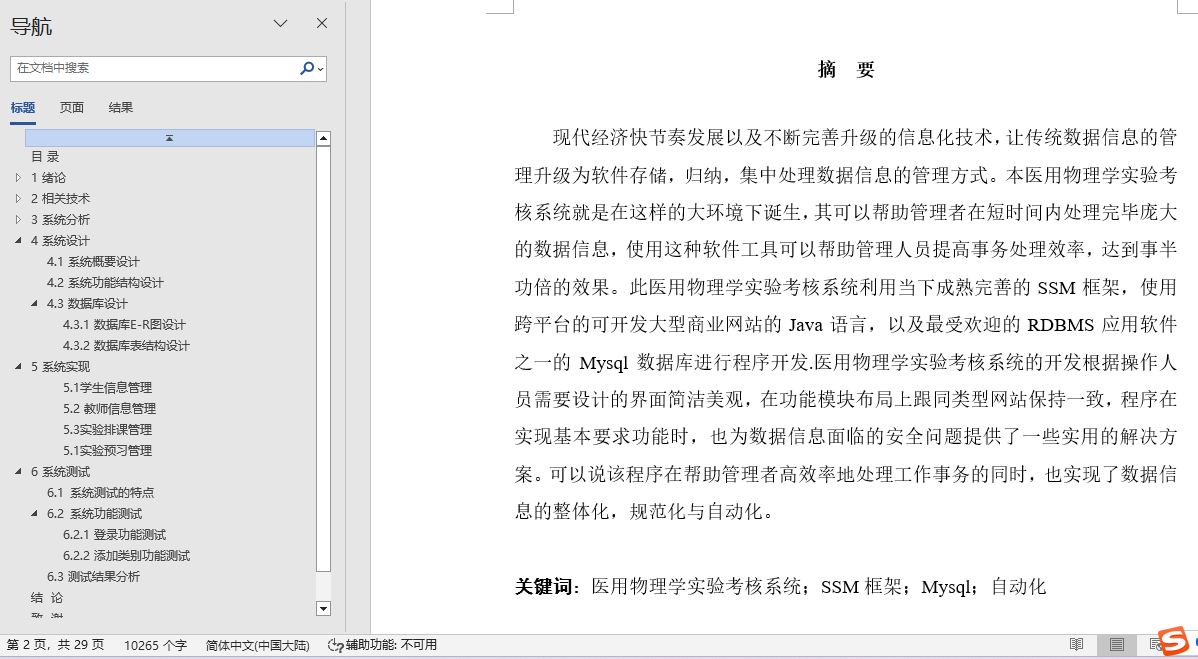 导航
在文档中搜索
标题 页面 结果
目 录
1 绪论
2 相关技术
3 系统分析
4 系统设计
4.1 系统概要设计
4.2 系统功能结构设计
4.3 数据库设计
4.3.1 数据库E-R图设计
4.3.2 数据库表结构设计
5 系统实现
5.1学生信息管理
5.2 教师信息管理
5.3实验排课管理
5.1实验预习管理
6 系统测试
6.1 系统测试的特点
6.2 系统功能测试
6.2.1 登录功能测试
6.2.2 添加类别功能测试
6.3 测试结果分析
结 论
致 谢
摘 要
现代经济快节奏发展以及不断完善升级的信息化技术，让传统数据信息的管
理升级为软件存储，归纳，集中处理数据信息的管理方式。本医用物理学实验考
核系统就是在这样的大环境下诞生，其可以帮助管理者在短时间内处理完毕庞大
的数据信息，使用这种软件工具可以帮助管理人员提高事务处理效率，达到事半
功倍的效果。此医用物理学实验考核系统利用当下成熟完善的 SSM 框架，使用
跨平台的可开发大型商业网站的 Java 语言，以及最受欢迎的 RDBMS 应用软件
之一的 Mysql 数据库进行程序开发.医用物理学实验考核系统的开发根据操作人
员需要设计的界面简洁美观，在功能模块布局上跟同类型网站保持一致，程序在
实现基本要求功能时，也为数据信息面临的安全问题提供了一些实用的解决方
案。可以说该程序在帮助管理者高效率地处理工作事务的同时，也实现了数据信
息的整体化，规范化与自动化。
关键词：医用物理学实验考核系统；SSM 框架；Mysql；自动化
第 2 页，共 29 页 10265 个字 简体中文(中国大陆) 辅助功能: 不可用